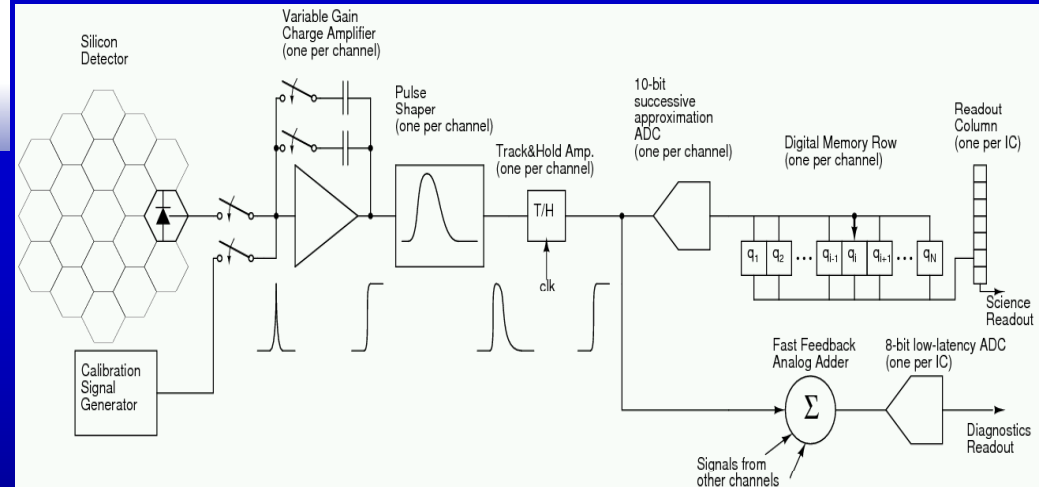 Silicon
Detector
Variable Gain
Charge Amplifier
(one per channel)
Pulse
Shaper
(one per channel)
Track&Hold Amp.
(one per channel)
T/H
clk
10-bit
successive
approximation
ADC
(one per channel)
Digital Memory Row
(one per channel)
Readout
Column
(one per IC)
q1 q2 ... qi-1 qi qi+1 ... qN
Science
Readout
Calibration
Signal
Generator
Fast Feedback
Analog Adder
Σ
8-bit low-latency ADC
(one per IC)
Diagnostics
Readout
Signals from
other channels